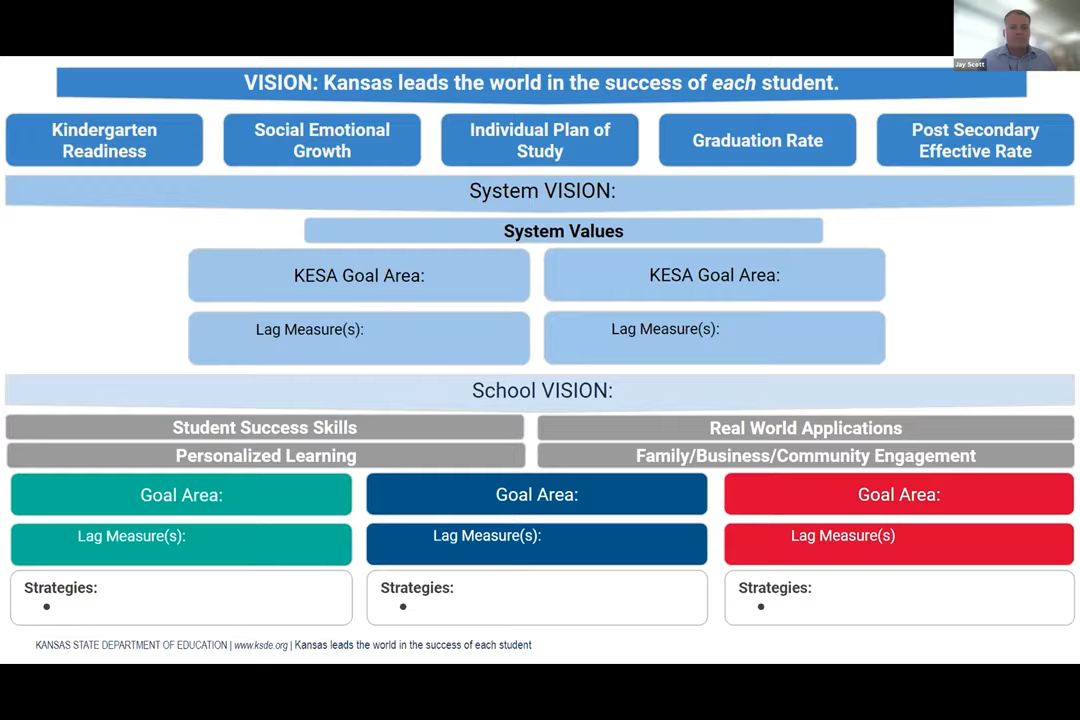 Jay Scott
VISION: Kansas leads the world in the success of each student.
Kindergarten
Readiness
Social Emotional
Growth
Individual Plan of
Study
Graduation Rate
Post Secondary
Effective Rate
System VISION:
System Values
KESA Goal Area:
KESA Goal Area:
Lag Measure(s):
Lag Measure(s):
School VISION:
Student Success Skills
Real World Applications
Personalized Learning
Family/Business/Community Engagement
Goal Area:
Goal Area:
Goal Area:
Lag Measure(s):
Lag Measure(s):
Lag Measure(s)
Strategies:
Strategies:
Strategies:
KANSAS STATE DEPARTMENT OF EDUCATION | www.ksde.org | Kansas leads the world in the success of each student